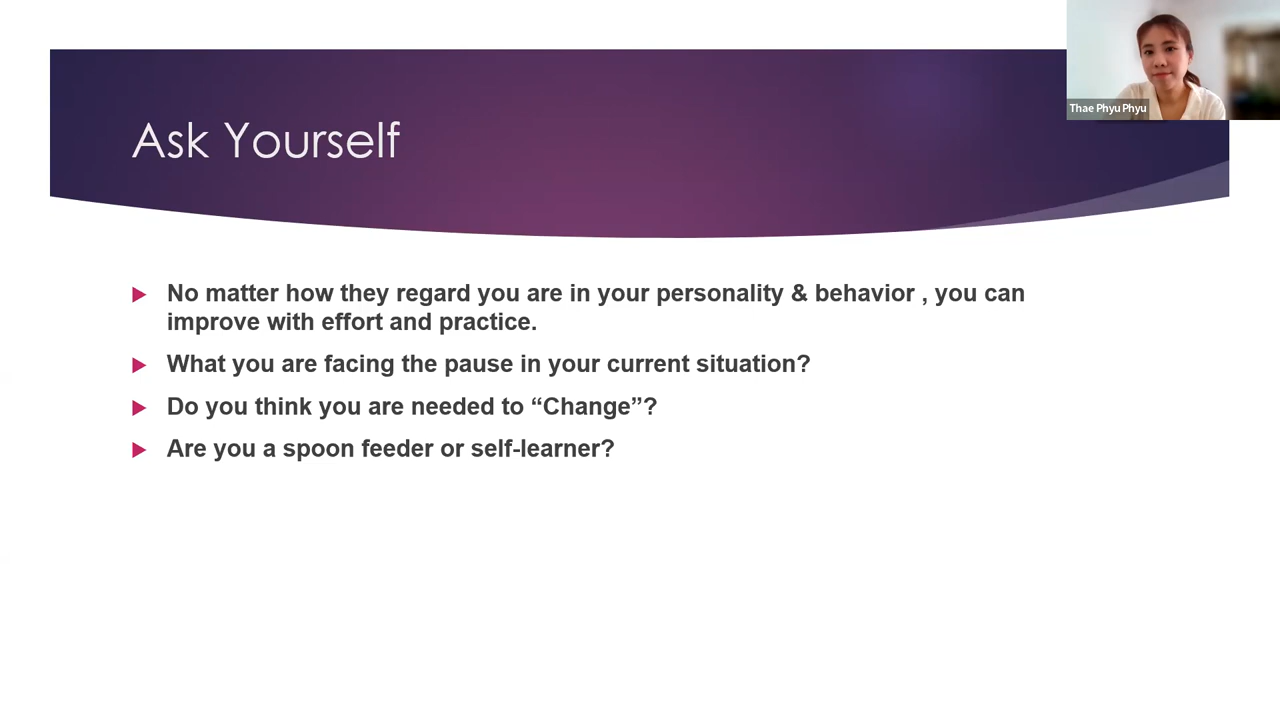 Thae Phyu Phyu
Ask Yourself
No matter how they regard you are in your personality & behavior , you can
improve with effort and practice.
What you are facing the pause in your current situation?
Do you think you are needed to “Change”?
Are you a spoon feeder or self-learner?